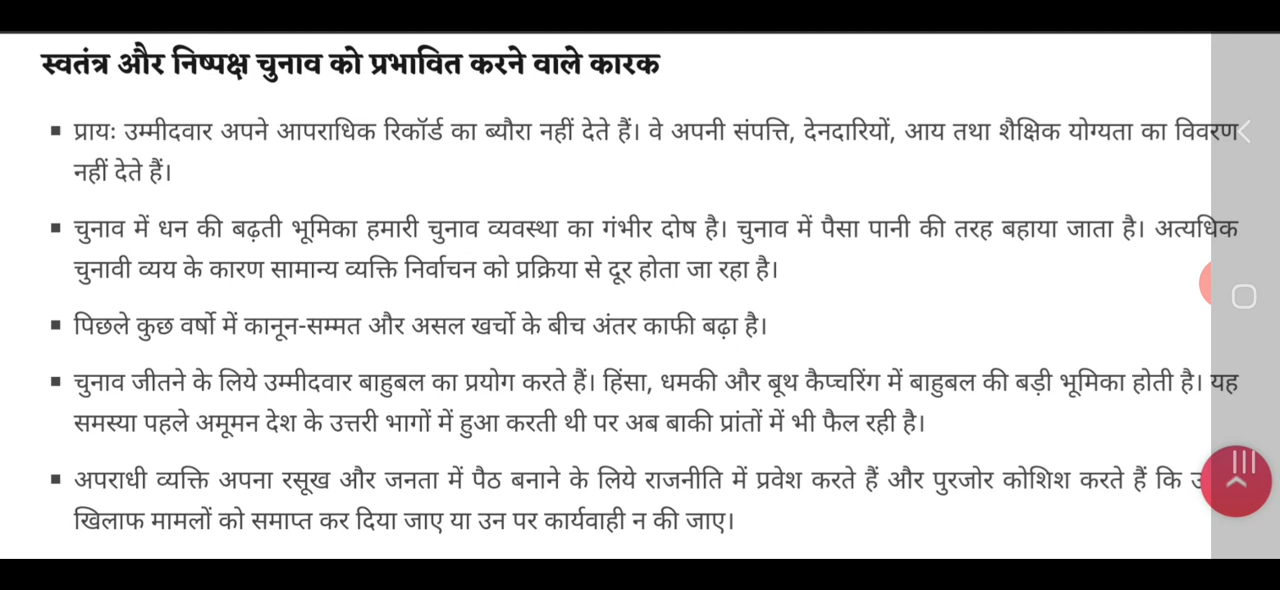 स्वतंत्र और निष्पक्ष चुनाव को प्रभावित करने वाले कारक
▪ प्रायः उम्मीदवार अपने आपराधिक रिकॉर्ड का ब्यौरा नहीं देते हैं। वे अपनी संपत्ति, देनदारियों, आय तथा शैक्षिक योग्यता का विवरण
नहीं देते हैं।
▪ चुनाव में धन की बढ़ती भूमिका हमारी चुनाव व्यवस्था का गंभीर दोष है। चुनाव में पैसा पानी की तरह बहाया जाता है। अत्यधिक
चुनावी व्यय के कारण सामान्य व्यक्ति निर्वाचन को प्रक्रिया से दूर होता जा रहा है।
▪ पिछले कुछ वर्षो में कानून-सम्मत और असल खर्चो के बीच अंतर काफी बढ़ा है।
▪ चुनाव जीतने के लिये उम्मीदवार बाहुबल का प्रयोग करते हैं। हिंसा, धमकी और बूथ कैप्चरिंग में बाहुबल की बड़ी भूमिका होती है। यह
समस्या पहले अमूमन देश के उत्तरी भागों में हुआ करती थी पर अब बाकी प्रांतों में भी फैल रही है।
▪ अपराधी व्यक्ति अपना रसूख और जनता में पैठ बनाने के लिये राजनीति में प्रवेश करते हैं और पुरजोर कोशिश करते हैं कि
खिलाफ मामलों को समाप्त कर दिया जाए या उन पर कार्यवाही न की जाए।